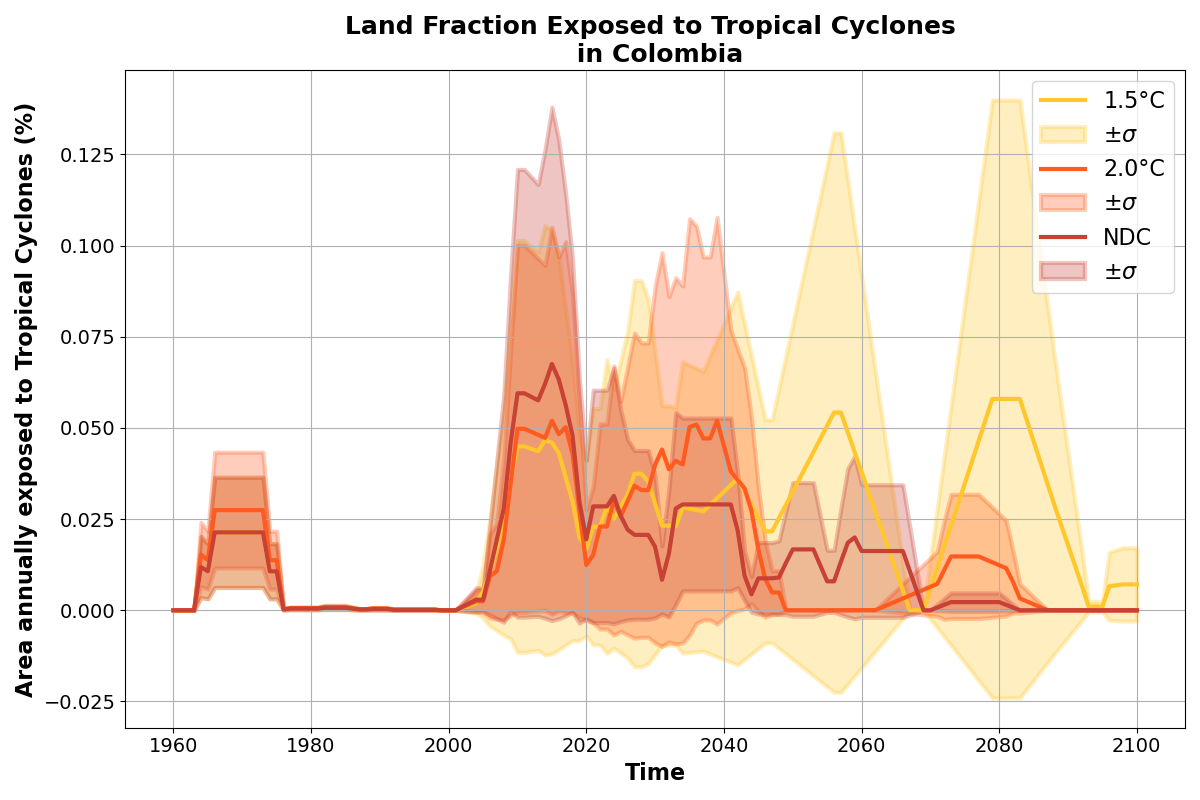 Land Fraction Exposed to Tropical Cyclones
in Colombia
Area annually exposed to Tropical Cyclones (%)
0.125
0.100
0.075
0.050
0.025
0.000
−0.025
1960
1980
2000
2020
2040
2060
2080
2100
Time
1.5°C
±σ
2.0°C
±σ
NDC
±σ